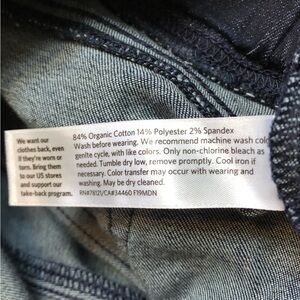 We want our
clothes back, even
if they're worn or
torn. Bring them
to our US stores
and support our
take-back program.
84% Organic Cotton 14% Polyester 2% Spandex
Wash before wearing. We recommend machine wash col
genite cycle, with like colors. Only non-chlorine bleach as
needed. Tumble dry low, remove promptly. Cool iron if
necessary. Color transfer may occur with wearing and
washing. May be dry cleaned.
RN#78121/CA#34460 F19MDN